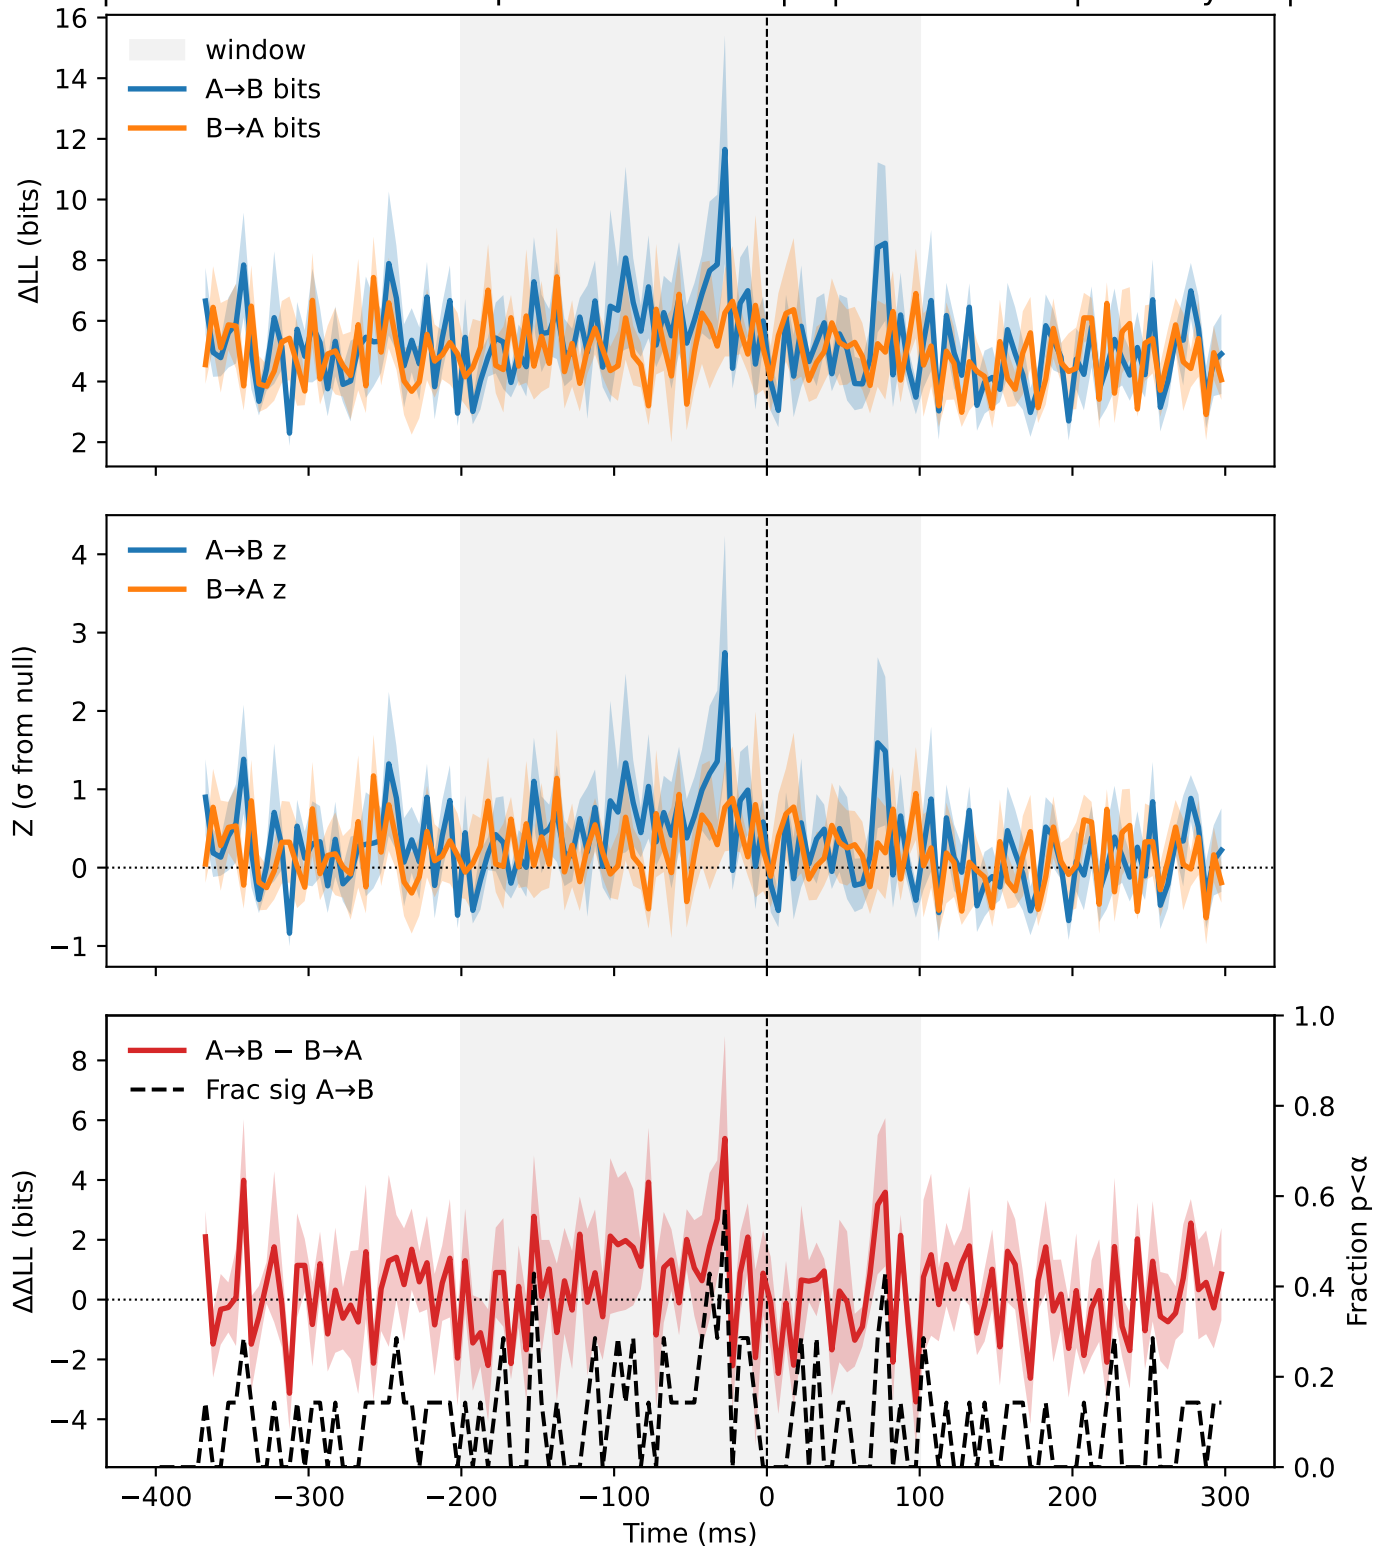 16
14
12
10
8
6
4
2
ΔLL (bits)
window
A→B bits
B→A bits
4
3
2
1
0
−1
Z (σ from null)
A→B z
B→A z
8
6
4
2
0
−2
−4
ΔΔLL (bits)
A→B − B→A
Frac sig A→B
1.0
0.8
0.6
0.4
0.2
0.0
Fraction p<α
−400 −300 −200 −100 0 100 200 300
Time (ms)